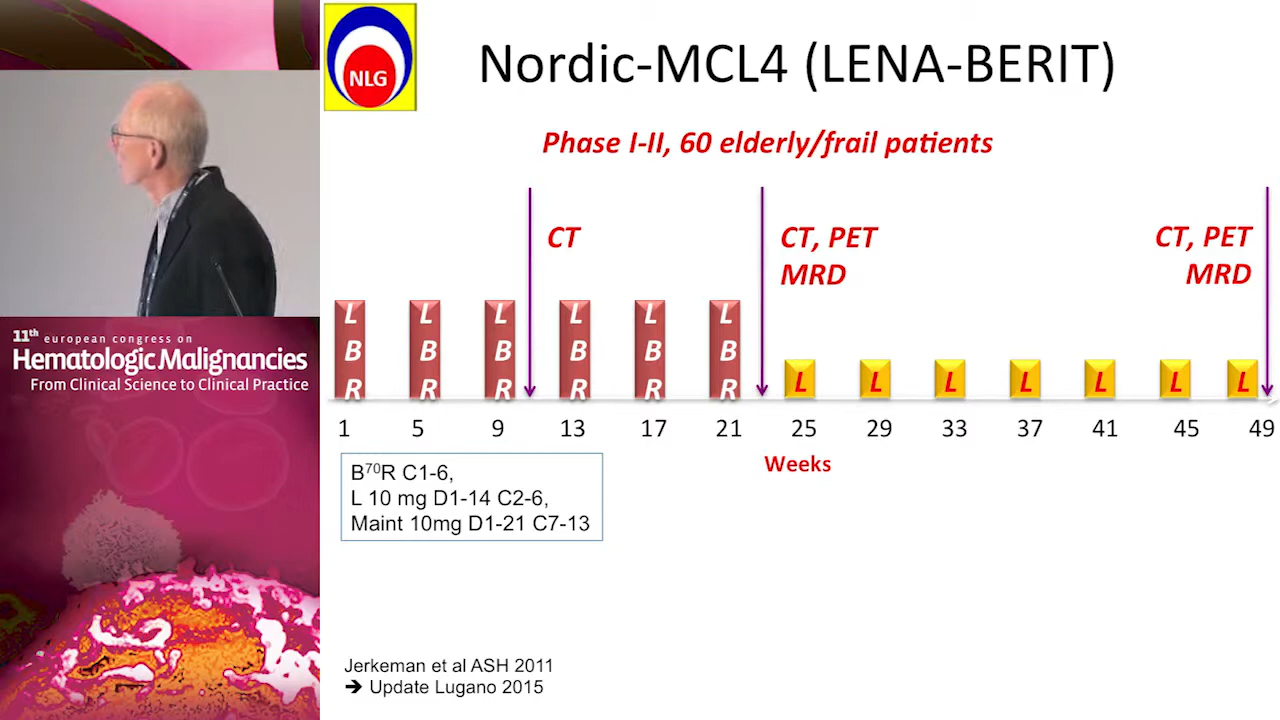 NLG
Nordic-MCL4 (LENA-BERIT)
Phase I-II, 60 elderly/frail patients
CT
CT, PET
MRD
CT, PET
MRD
L L L L L L
B B B B B B
R R R R R R
L L L L L L L
1 5 9 13 17 21 25 29 33 37 41 45 49
Weeks
B70R C1-6,
L 10 mg D1-14 C2-6,
Maint 10mg D1-21 C7-13
Jerkeman et al ASH 2011
➔ Update Lugano 2015
11th european congress on
Hematologic Malignancies
From Clinical Science to Clinical Practice